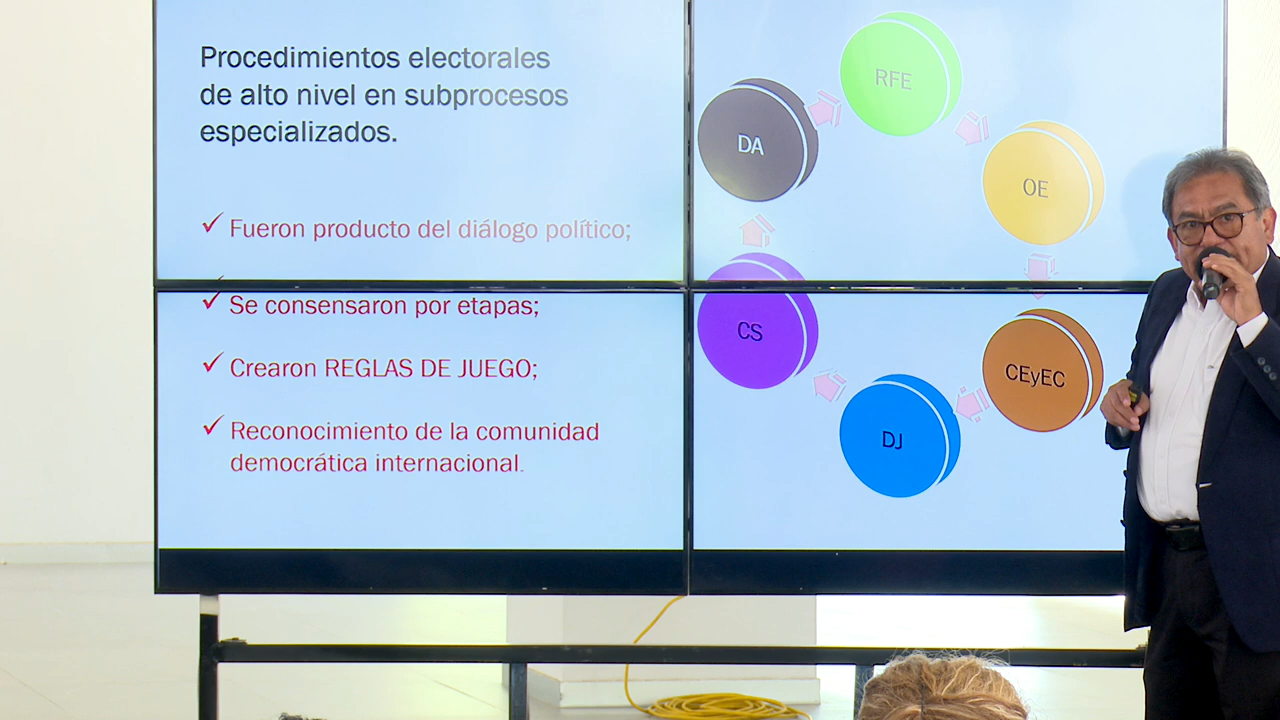 Procedimientos electorales
de alto nivel en subprocesos
especializados.
✓ Fueron producto del diálogo político;
✓ Se consensaron por etapas;
✓ Crearon REGLAS DE JUEGO;
✓ Reconocimiento de la comunidad
democrática internacional.
RFE
DA
OE
CS
CEyEC
DJ